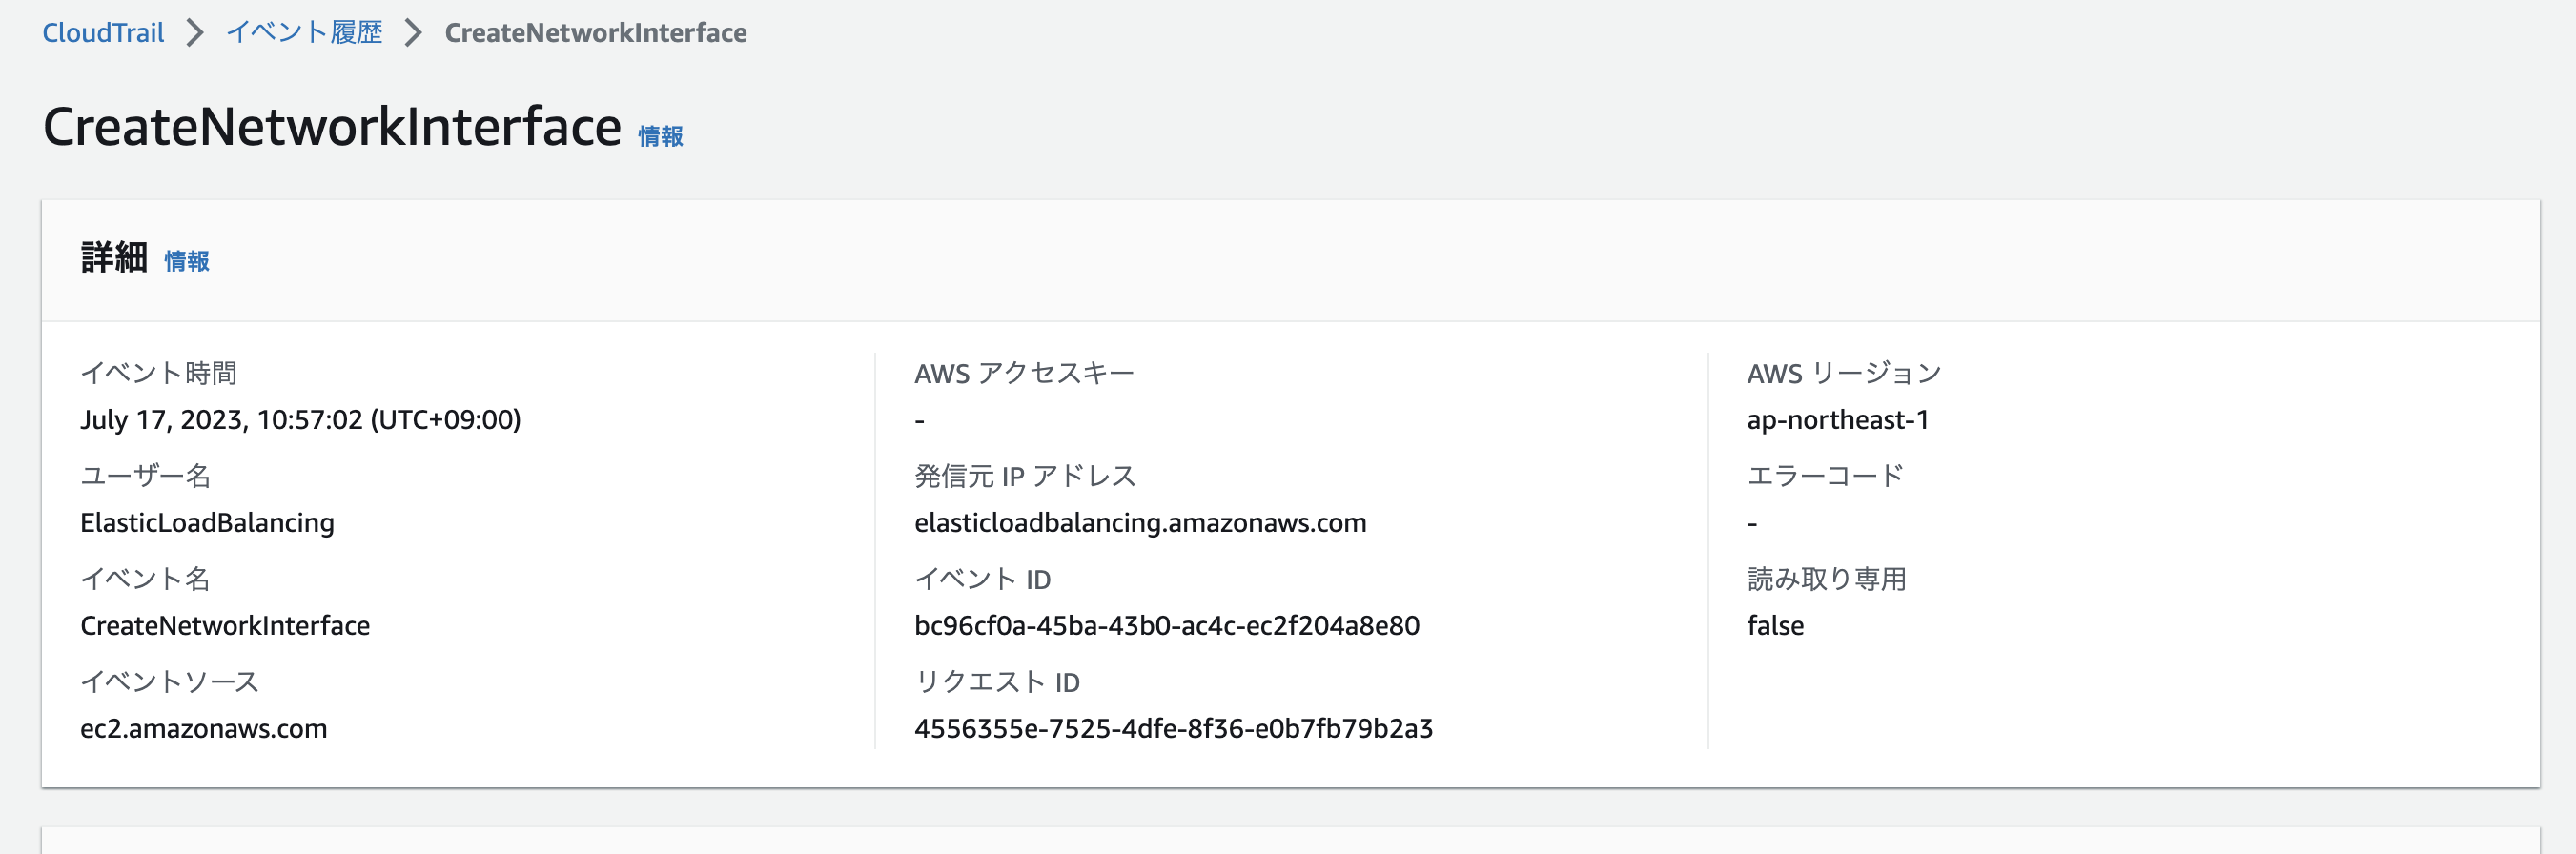 CloudTrail > イベント履歴 > CreateNetworkInterface
CreateNetworkInterface 情報
詳細 情報
イベント時間
July 17, 2023, 10:57:02 (UTC+09:00)
ユーザー名
ElasticLoadBalancing
イベント名
CreateNetworkInterface
イベントソース
ec2.amazonaws.com
AWS アクセスキー
-
発信元 IP アドレス
elasticloadbalancing.amazonaws.com
イベント ID
bc96cf0a-45ba-43b0-ac4c-ec2f204a8e80
リクエスト ID
4556355e-7525-4dfe-8f36-e0b7fb79b2a3
AWS リージョン
ap-northeast-1
エラーコード
-
読み取り専用
false